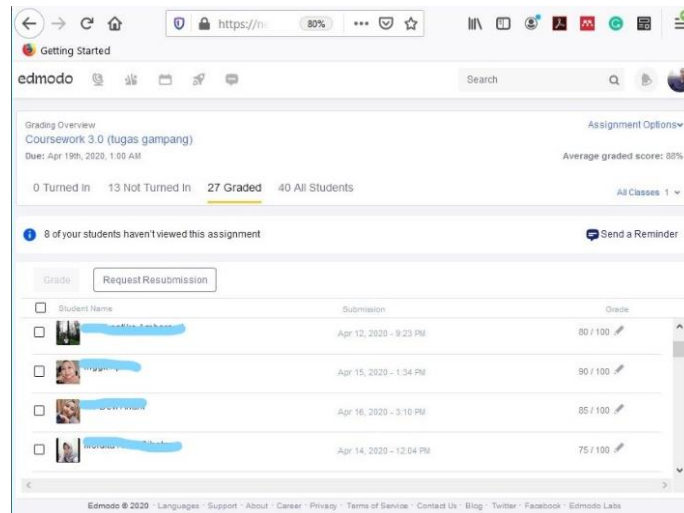 https://ne
80%
Getting Started
edmodo
Search
Grading Overview
Coursework 3.0 (tugas gampang)
Assignment Options
Due: Apr 19th, 2020, 1:00 AM
Average graded score: 88%
0 Turned In 13 Not Turned In 27 Graded 40 All Students
All Classes 1
8 of your students haven't viewed this assignment
Send a Reminder
Grade Request Resubmission
Student Name Submission Grade
Apr 12, 2020 - 9:23 PM 80 / 100
Apr 15, 2020 - 1:34 PM 90 / 100
Apr 16, 2020 - 3:10 PM 85 / 100
Apr 14, 2020 - 12:04 PM 75 / 100
Edmodo © 2020 · Languages · Support · About · Career · Privacy · Terms of Service · Contact Us · Blog · Twitter · Facebook · Edmodo Labs